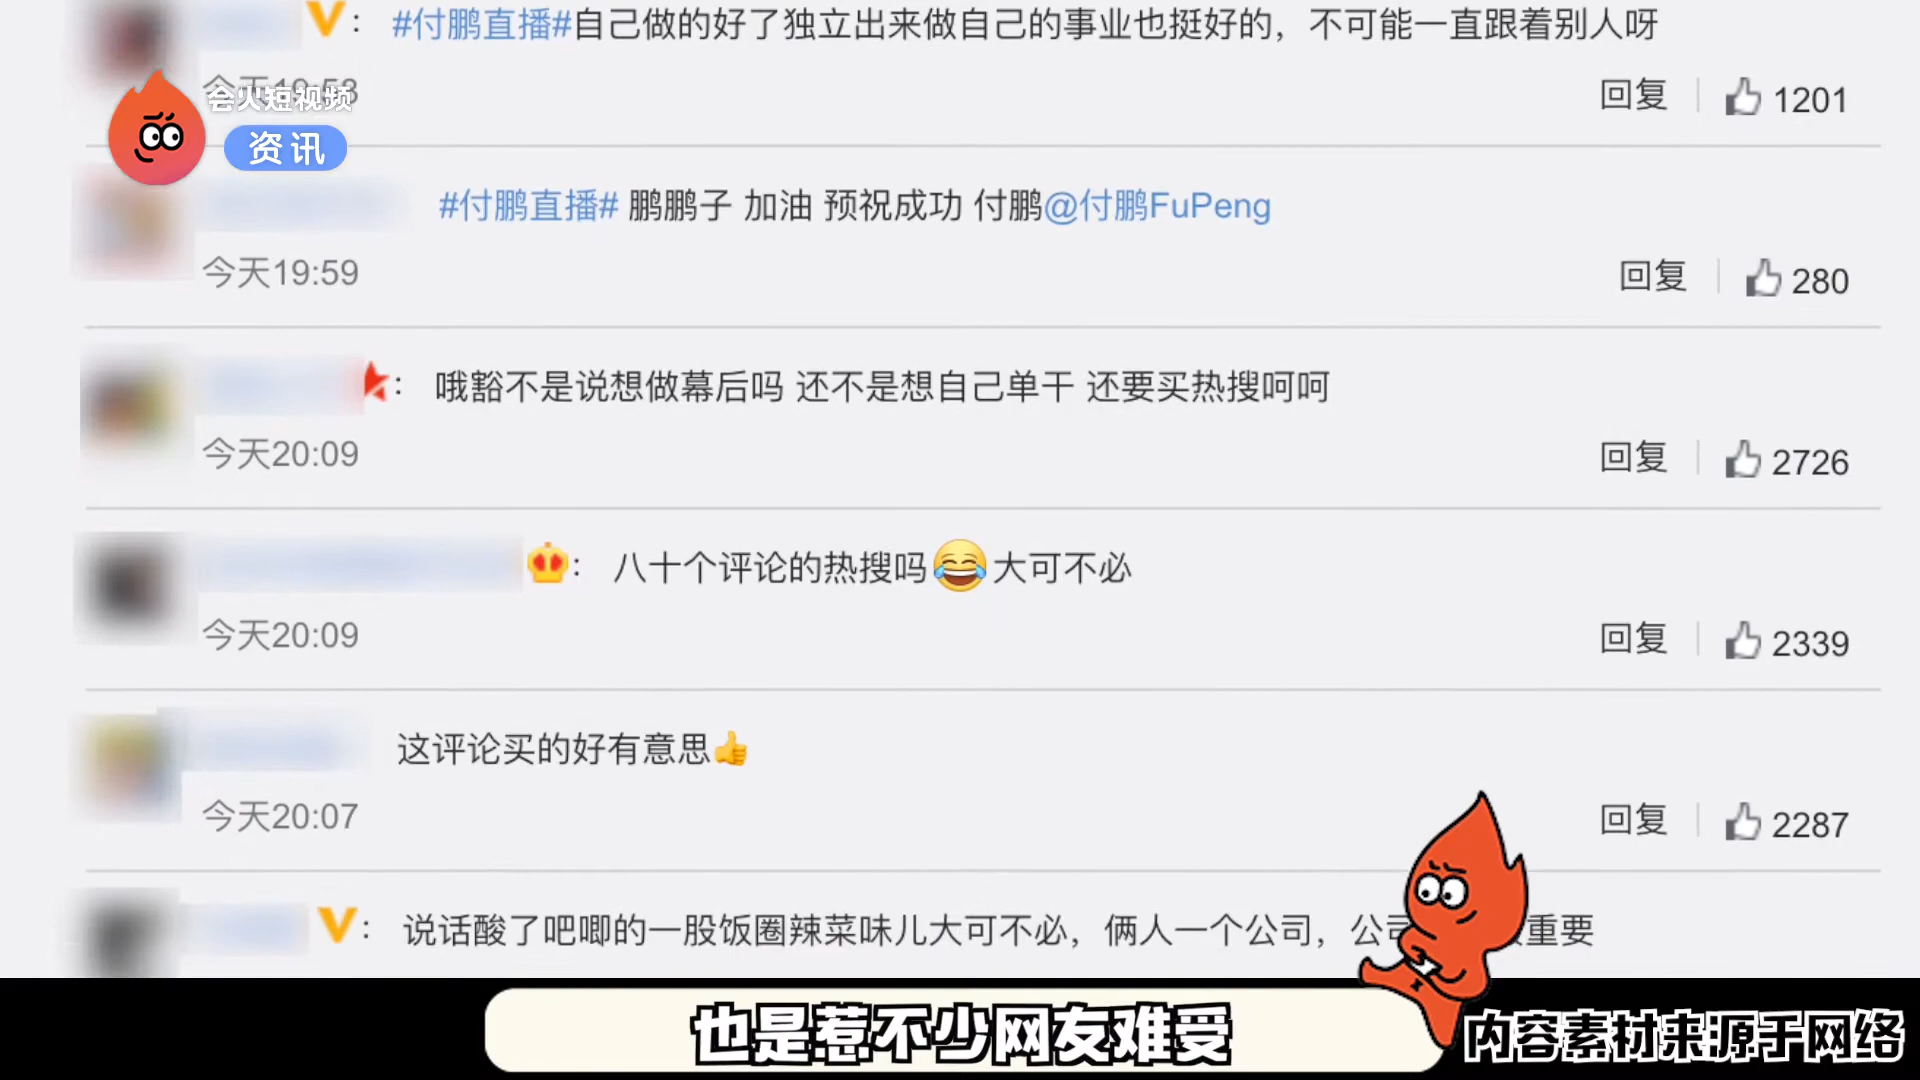 : #付鹏直播#自己做的好了独立出来做自己的事业也挺好的，不可能一直跟着别人呀
今天19:53
回复 1201
会火短视频
资讯
#付鹏直播# 鹏鹏子 加油 预祝成功 付鹏@付鹏FuPeng
今天19:59
回复 280
: 哦豁不是说想做幕后吗 还不是想自己单干 还要买热搜呵呵
今天20:09
回复 2726
: 八十个评论的热搜吗😂大可不必
今天20:09
回复 2339
这评论买的好有意思👍
今天20:07
回复 2287
: 说话酸了吧唧的一股饭圈辣菜味儿大可不必，俩人一个公司，公司 重要
也是惹不少网友难受
内容素材来源于网络